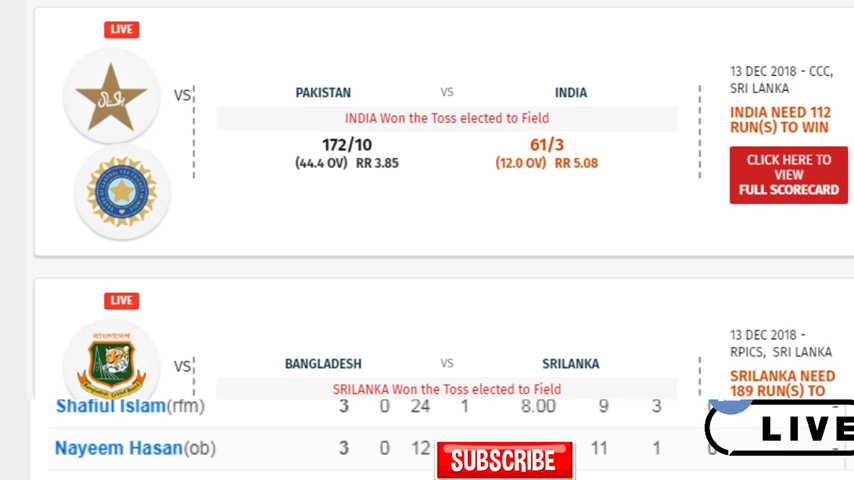 LIVE
VS
PAKISTAN VS INDIA
INDIA Won the Toss elected to Field
172/10 61/3
(44.4 OV) RR 3.85 (12.0 OV) RR 5.08
13 DEC 2018 - CCC,
SRI LANKA
INDIA NEED 112
RUN(S) TO WIN
CLICK HERE TO
VIEW
FULL SCORECARD
LIVE
VS
BANGLADESH VS SRILANKA
SRILANKA Won the Toss elected to Field
13 DEC 2018 -
RPICS, SRI LANKA
SRILANKA NEED
189 RUN(S) TO
Shafiul Islam(rfm) 3 0 24 1 8.00 9 3
Nayeem Hasan(ob) 3 0 12 11 1
SUBSCRIBE
LIVE